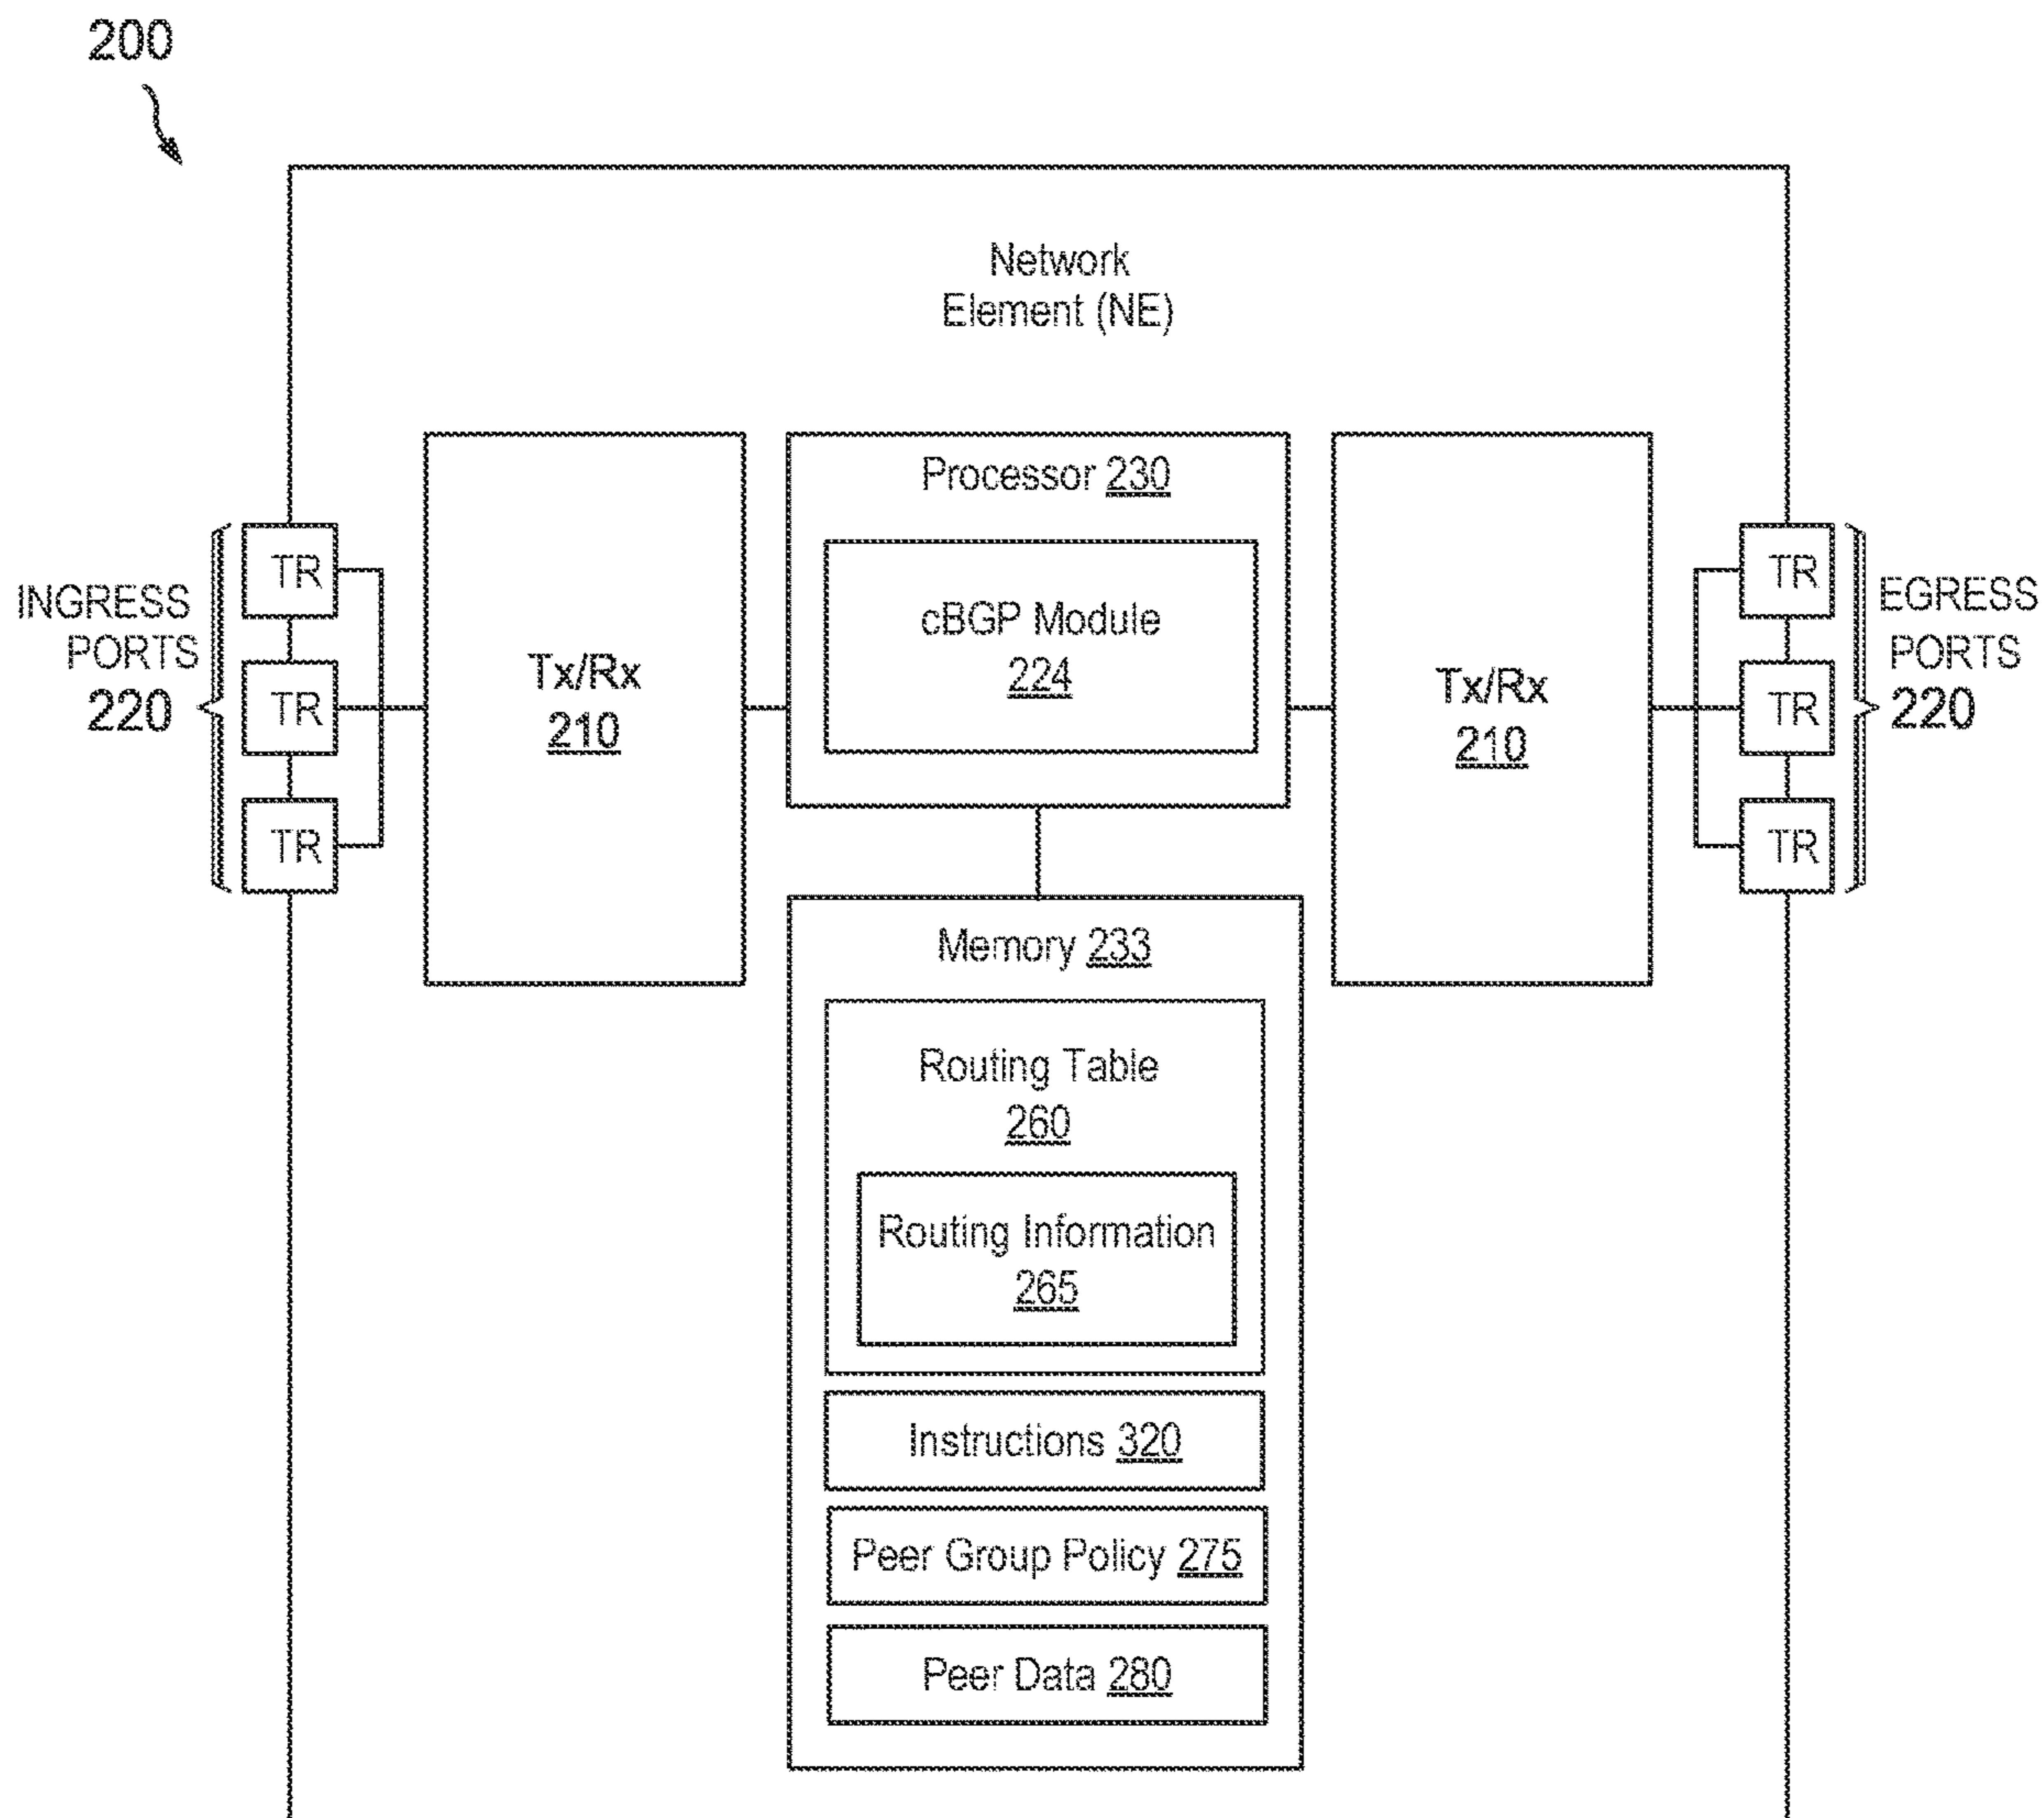 200
Network
Element (NE)
Processor 230
cBGP Module
224
INGRESS
PORTS
220
TR
TR
TR
Tx/Rx
210
Tx/Rx
210
TR
TR
TR
EGRESS
PORTS
220
Memory 233
Routing Table
260
Routing Information
265
Instructions 320
Peer Group Policy 275
Peer Data 280